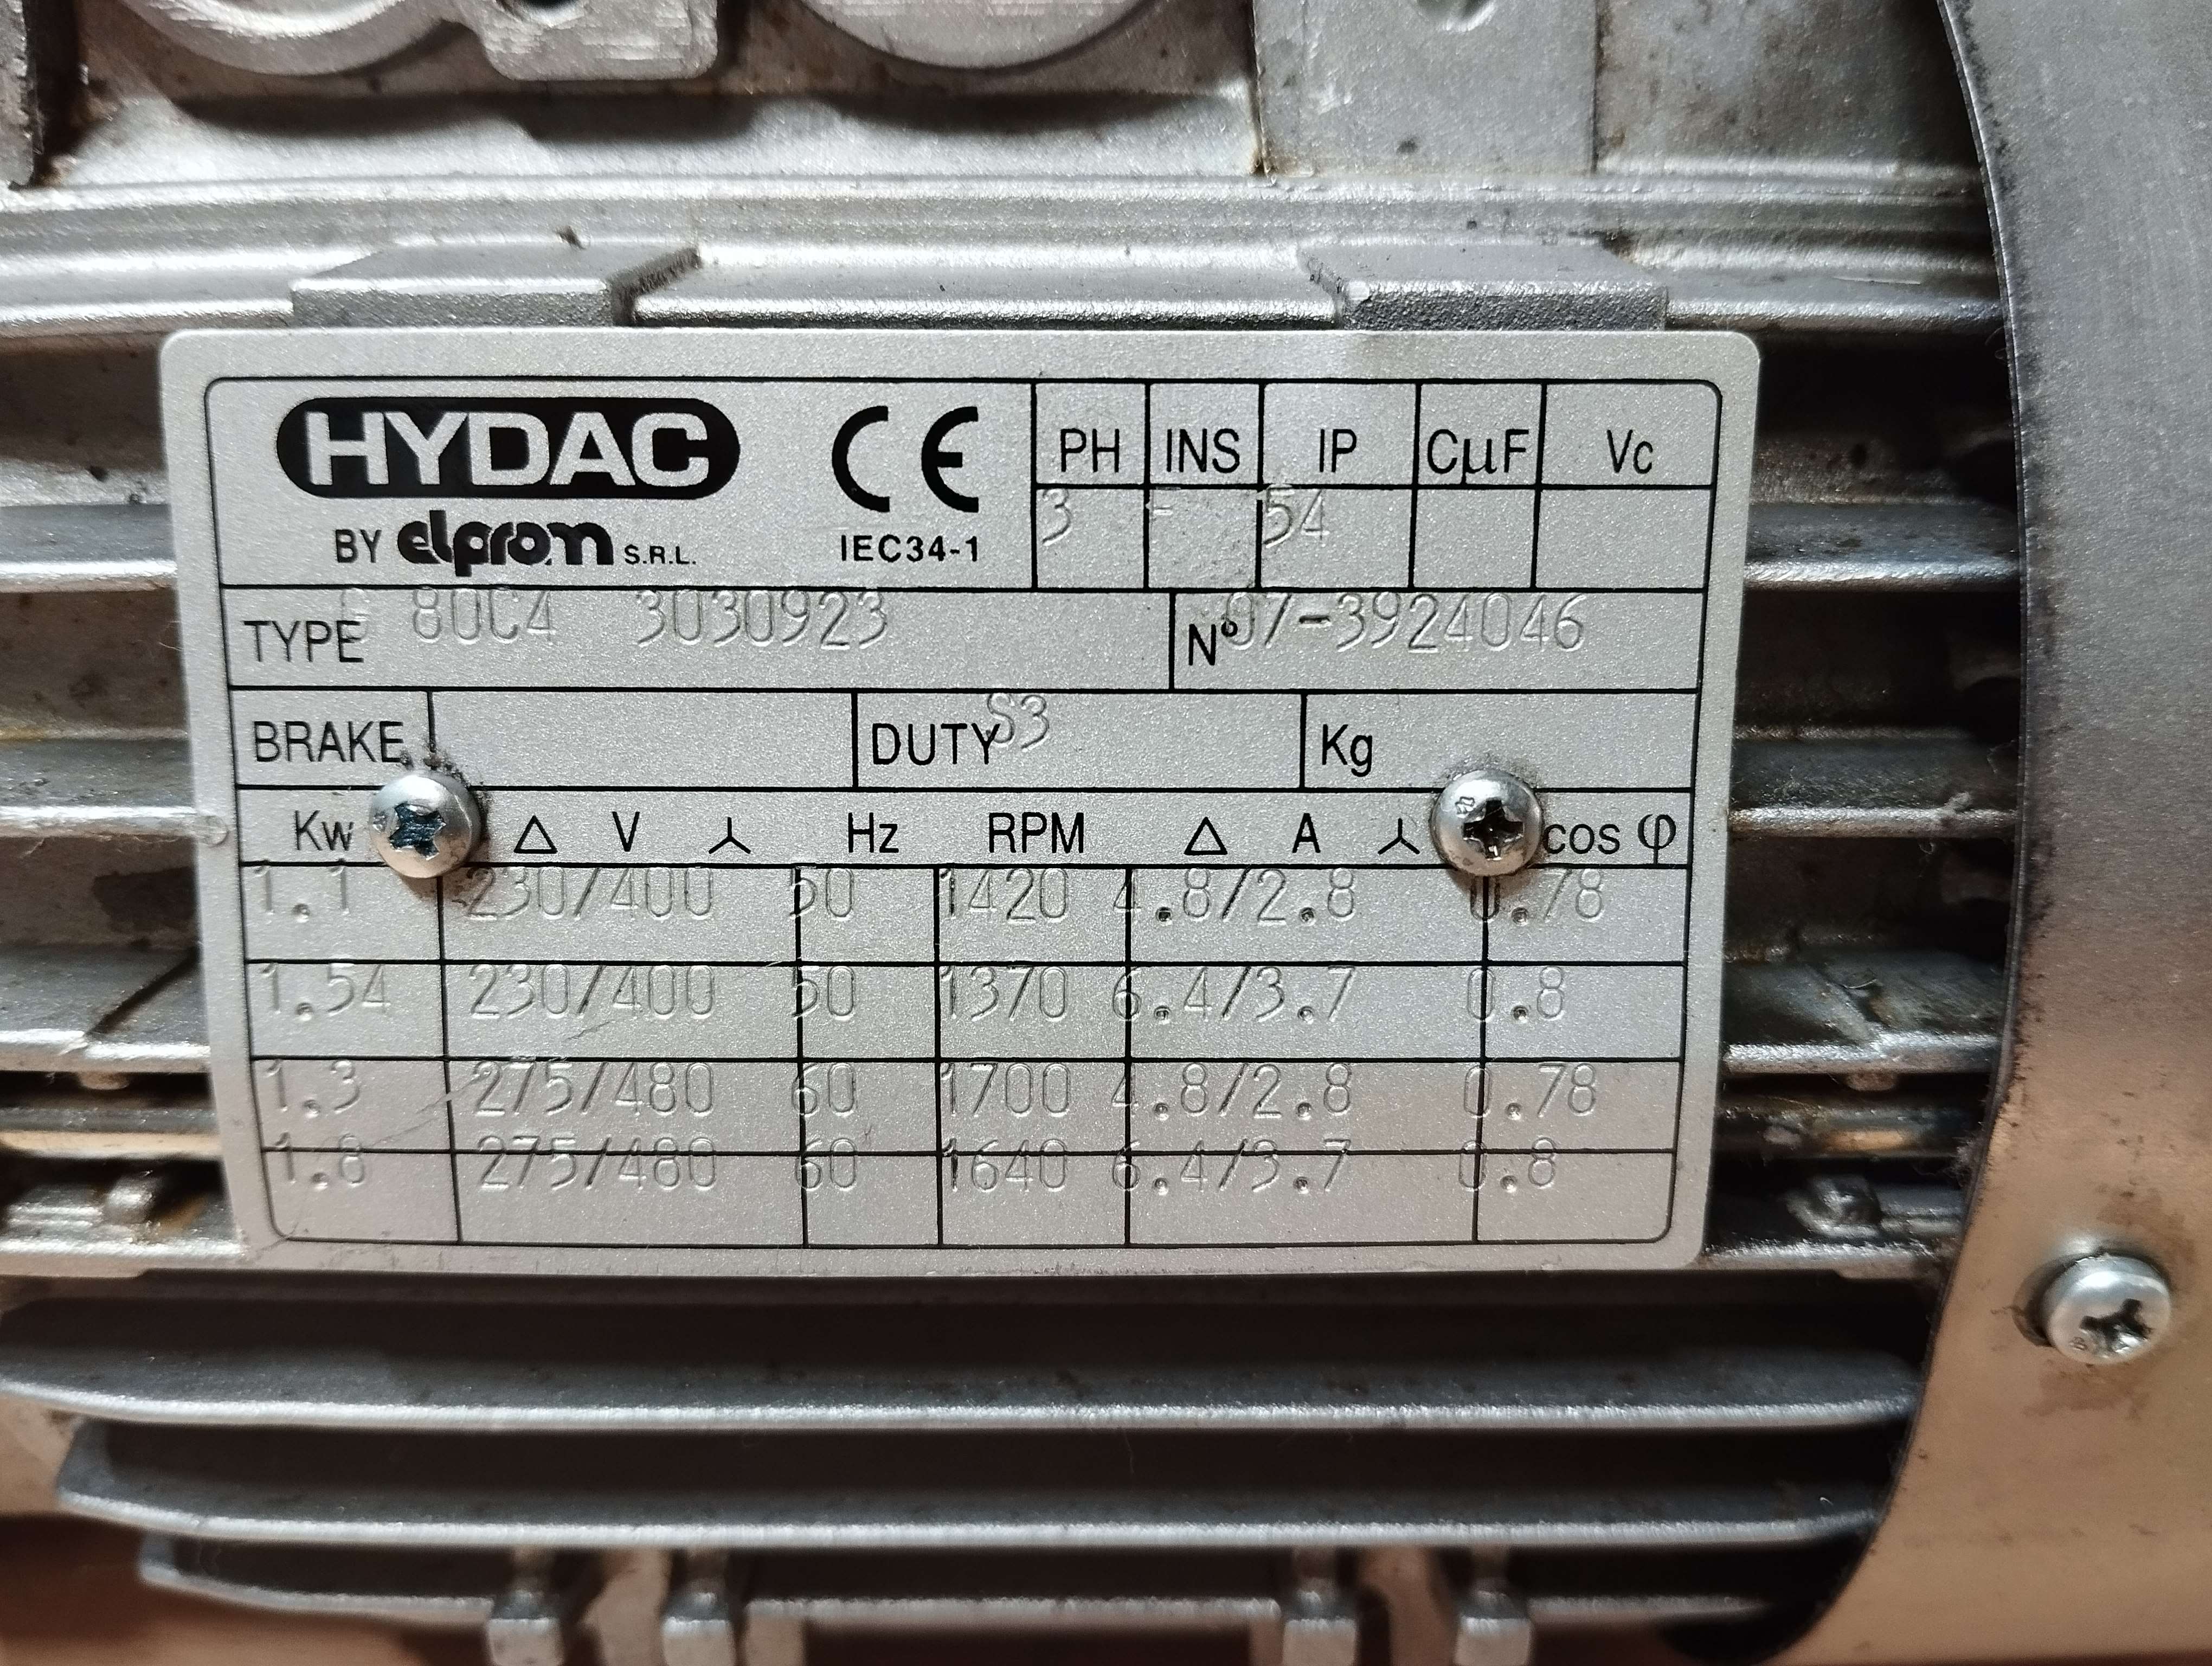 HYDAC
BY elprom S.R.L.
CE
IEC34-1
PH INS IP CµF Vc
3 F 54
TYPE 80C4 3030923
N° 07-3924046
BRAKE DUTY S3 Kg
Kw △ V 人 Hz RPM △ A 人 cos φ
1.1 230/400 50 1420 4.8/2.8 0.78
1.54 230/400 50 1370 6.4/3.7 0.8
1.3 275/480 60 1700 4.8/2.8 0.78
1.8 275/480 60 1640 6.4/3.7 0.8